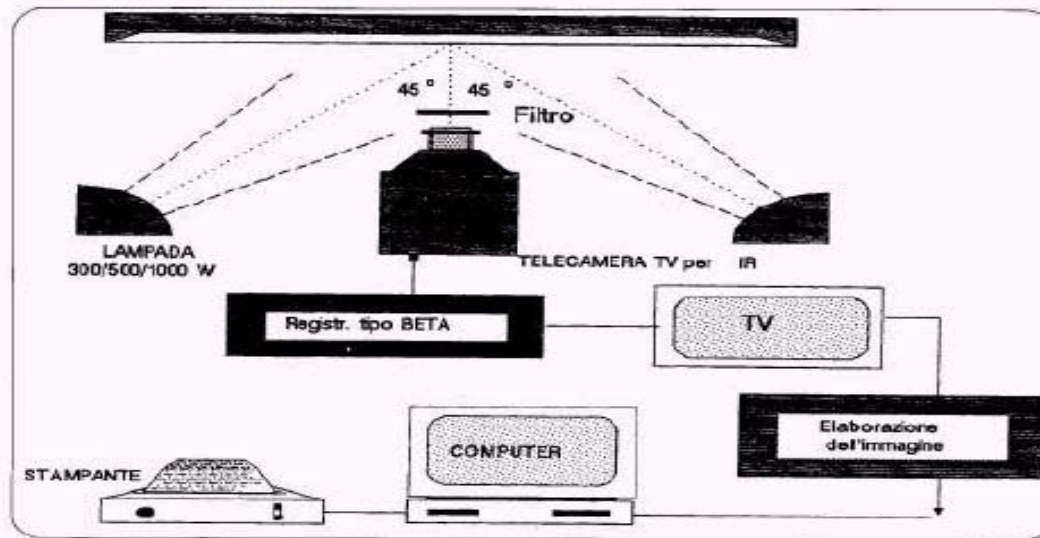 45 ° 45 °
Filtro
LAMPADA
300/500/1000 W
TELECAMERA TV per IR
Registr. tipo BETA
TV
Elaborazione
dell'immagine
COMPUTER
STAMPANTE